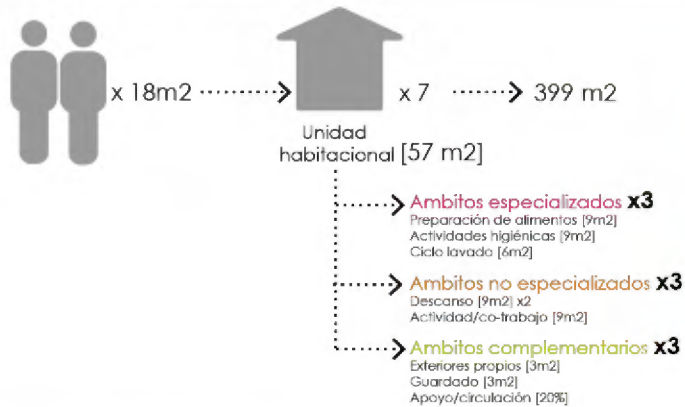 x 18m2
x 7
399 m2
Unidad
habitacional [57 m2]
Ambitos especializados x3
Preparación de alimentos [9m2]
Actividades higiénicas [9m2]
Ciclo lavado [6m2]
Ambitos no especializados x3
Descanso [9m2] x2
Actividad/co-trabajo [9m2]
Ambitos complementarios x3
Exteriores propios [3m2]
Guardado [3m2]
Apoyo/circulación [20%]